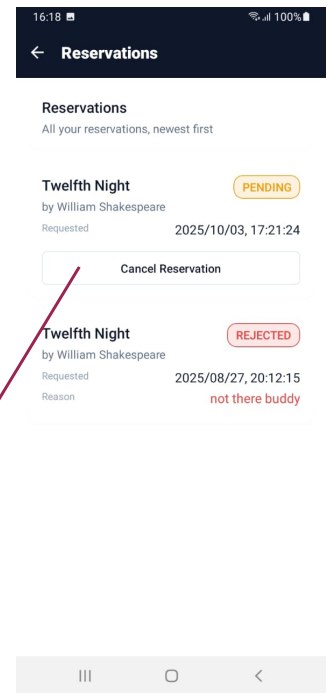 16:18 100%
Reservations
Reservations
All your reservations, newest first
Twelfth Night PENDING
by William Shakespeare
Requested 2025/10/03, 17:21:24
Cancel Reservation
Twelfth Night REJECTED
by William Shakespeare
Requested 2025/08/27, 20:12:15
Reason not there buddy